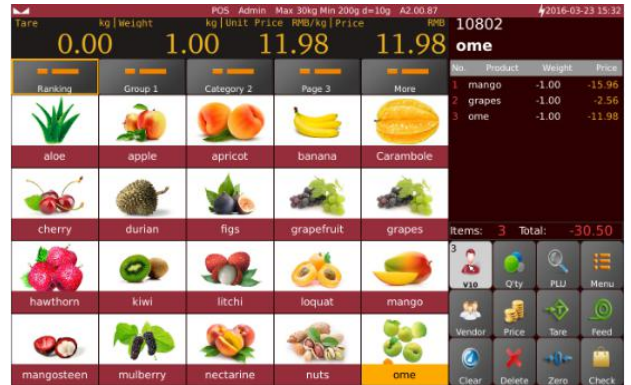 POS Admin Max 30kg Min 200g d=10g A2.00.87 2016-03-23 15:32
Tare kg|Weight kg|Unit Price RMB/kg|Price RMB
0.00 1.00 11.98 11.98
Ranking Group 1 Category 2 Page 3 More
aloe apple apricot banana Carambole
cherry durian figs grapefruit grapes
hawthorn kiwi litchi loquat mango
mangosteen mulberry nectarine nuts ome
10802
ome
No. Product Weight Price
1 mango -1.00 -15.96
2 grapes -1.00 -2.56
3 ome -1.00 -11.98
Items: 3 Total: -30.50
3
V10 Q'ty PLU Menu
Vendor Price Tare Feed
Clear Delete Zero Check